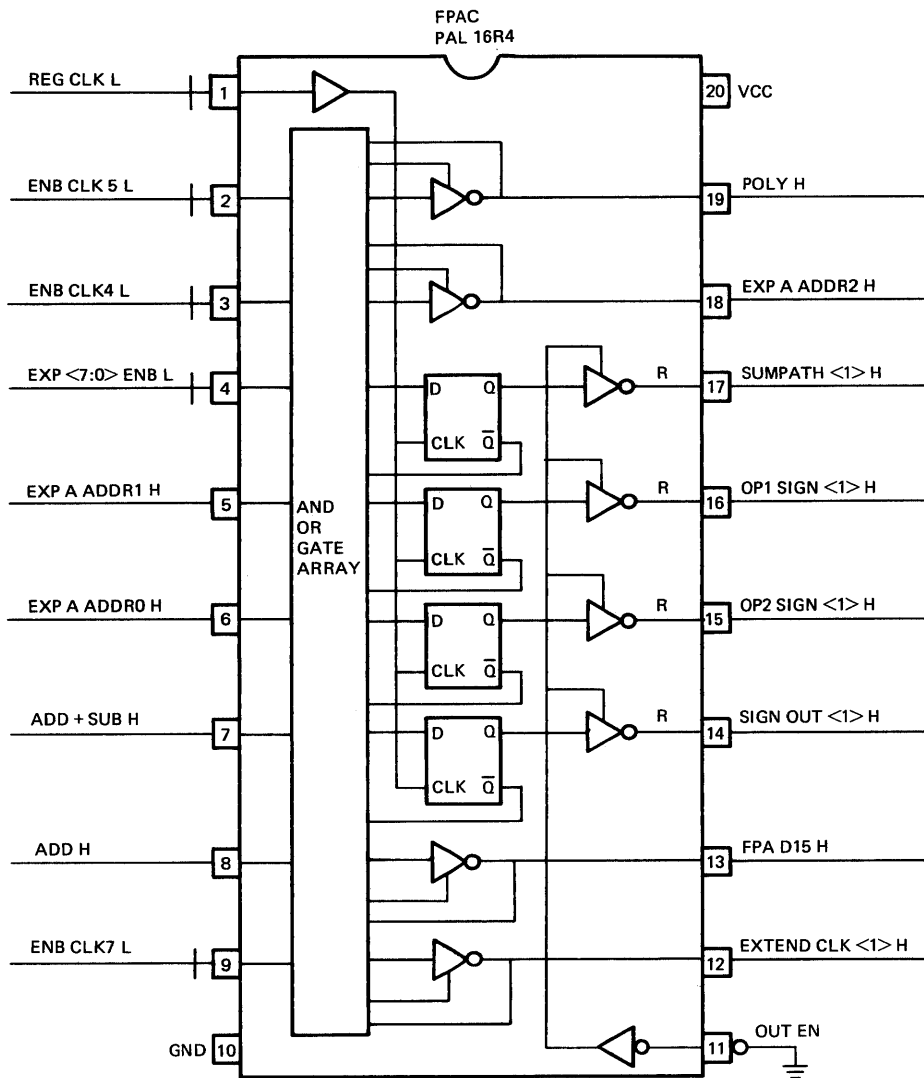 FPAC
PAL 16R4
REG CLK L
1
20
VCC
ENB CLK 5 L
2
19
POLY H
ENB CLK4 L
3
18
EXP A ADDR2 H
EXP <7:0> ENB L
4
D Q
CLK Q̅
R
17
SUMPATH <1> H
EXP A ADDR1 H
5
AND
OR
GATE
ARRAY
D Q
CLK Q̅
R
16
OP1 SIGN <1> H
EXP A ADDR0 H
6
D Q
CLK Q̅
R
15
OP2 SIGN <1> H
ADD + SUB H
7
D Q
CLK Q̅
R
14
SIGN OUT <1> H
ADD H
8
13
FPA D15 H
ENB CLK7 L
9
12
EXTEND CLK <1> H
GND
10
11
OUT EN